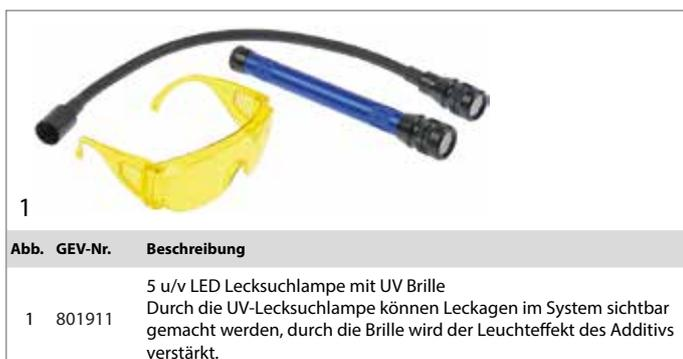 1
Abb. GEV-Nr. Beschreibung
1 801911 5 u/v LED Lecksuchlampe mit UV Brille
Durch die UV-Lecksuchlampe können Leckagen im System sichtbar
gemacht werden, durch die Brille wird der Leuchteffekt des Additivs
verstärkt.